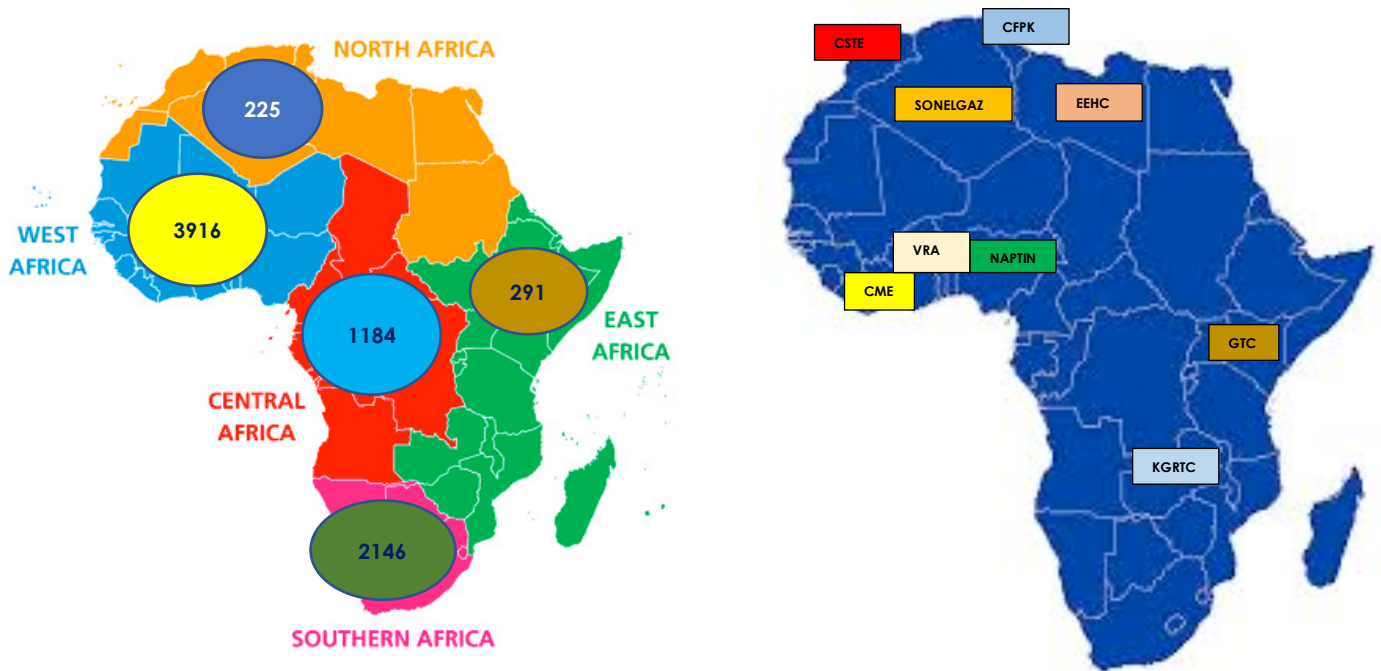 NORTH AFRICA
225
3916
WEST
AFRICA
291
1184
EAST
AFRICA
CENTRAL
AFRICA
2146
SOUTHERN AFRICA
CFPK
CSTE
SONELGAZ
EEHC
VRA
NAPTIN
CME
GTC
KGRTC